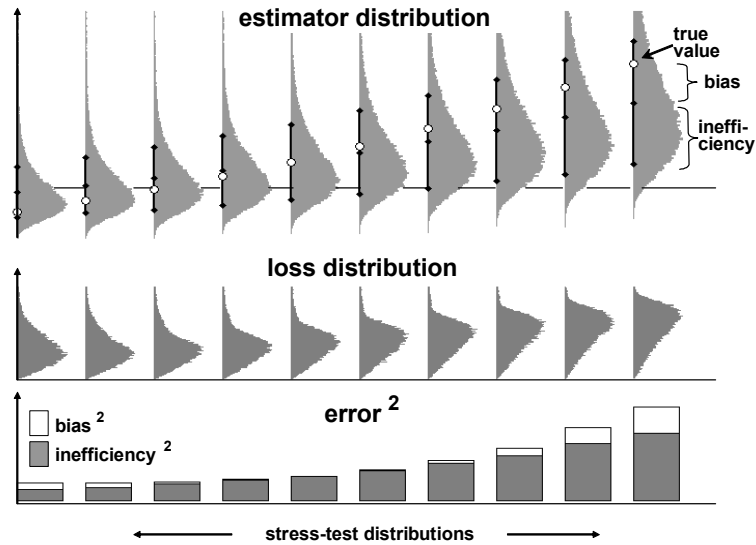 estimator distribution
true
value
bias
ineffi-
ciency
loss distribution
error 2
bias 2
inefficiency 2
stress-test distributions